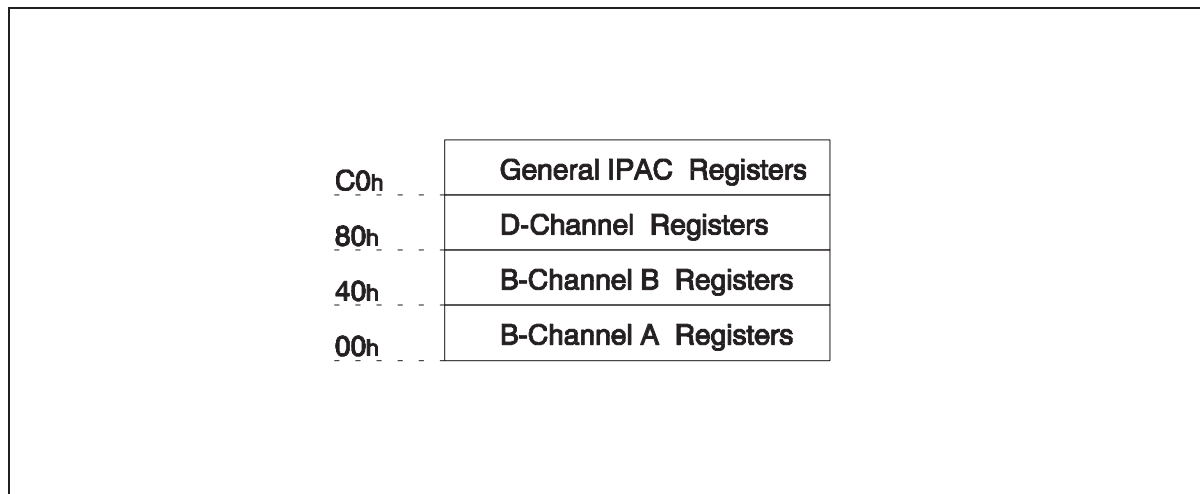 C0h General IPAC Registers
80h D-Channel Registers
40h B-Channel B Registers
00h B-Channel A Registers